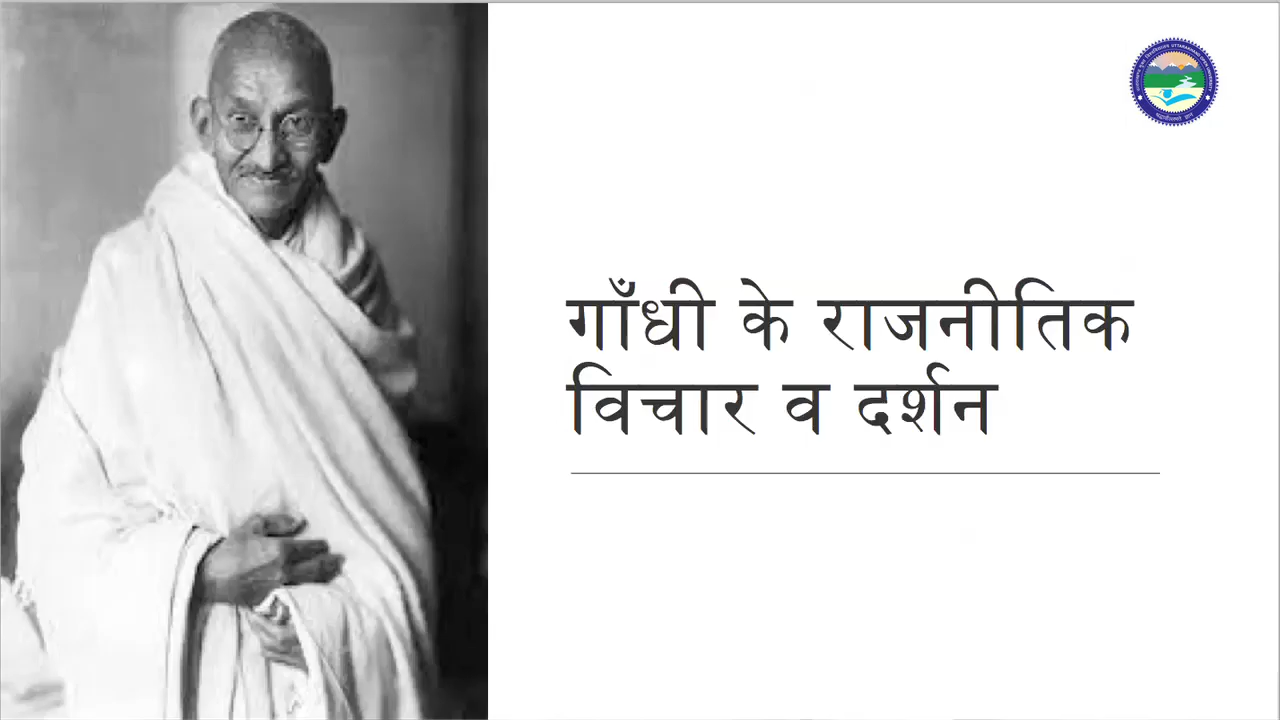 गाँधी के राजनीतिक
विचार व दर्शन